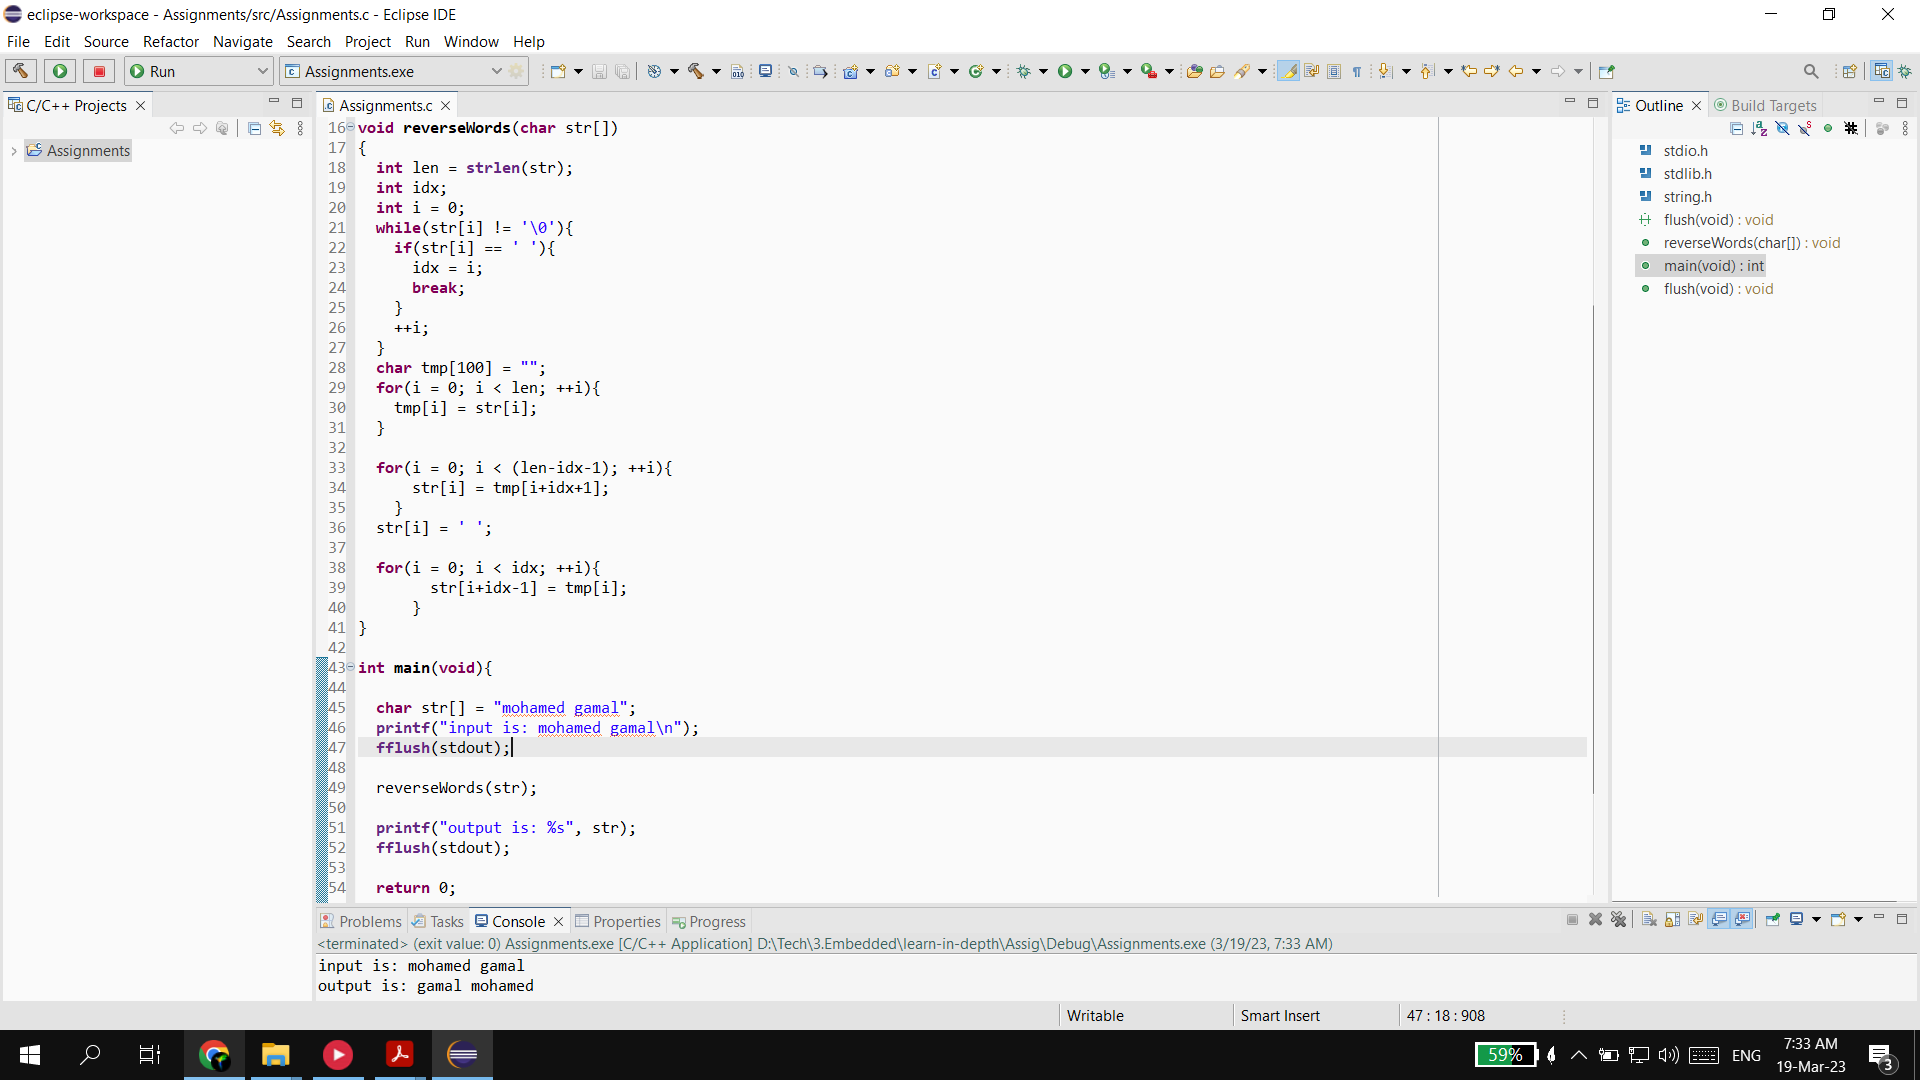 eclipse-workspace - Assignments/src/Assignments.c - Eclipse IDE
File Edit Source Refactor Navigate Search Project Run Window Help
Run Assignments.exe
C/C++ Projects
Assignments
Assignments.c
16 void reverseWords(char str[])
17 {
18 int len = strlen(str);
19 int idx;
20 int i = 0;
21 while(str[i] != '\0'){
22 if(str[i] == ' '){
23 idx = i;
24 break;
25 }
26 ++i;
27 }
28 char tmp[100] = "";
29 for(i = 0; i < len; ++i){
30 tmp[i] = str[i];
31 }
32
33 for(i = 0; i < (len-idx-1); ++i){
34 str[i] = tmp[i+idx+1];
35 }
36 str[i] = ' ';
37
38 for(i = 0; i < idx; ++i){
39 str[i+idx-1] = tmp[i];
40 }
41 }
42
43 int main(void){
44
45 char str[] = "mohamed gamal";
46 printf("input is: mohamed gamal\n");
47 fflush(stdout);
48
49 reverseWords(str);
50
51 printf("output is: %s", str);
52 fflush(stdout);
53
54 return 0;
Outline Build Targets
stdio.h
stdlib.h
string.h
flush(void) : void
reverseWords(char[]) : void
main(void) : int
flush(void) : void
Problems Tasks Console Properties Progress
<terminated> (exit value: 0) Assignments.exe [C/C++ Application] D:\Tech\3.Embedded\learn-in-depth\Assig\Debug\Assignments.exe (3/19/23, 7:33 AM)
input is: mohamed gamal
output is: gamal mohamed
Writable Smart Insert 47 : 18 : 908
59% ENG 7:33 AM
19-Mar-23 3